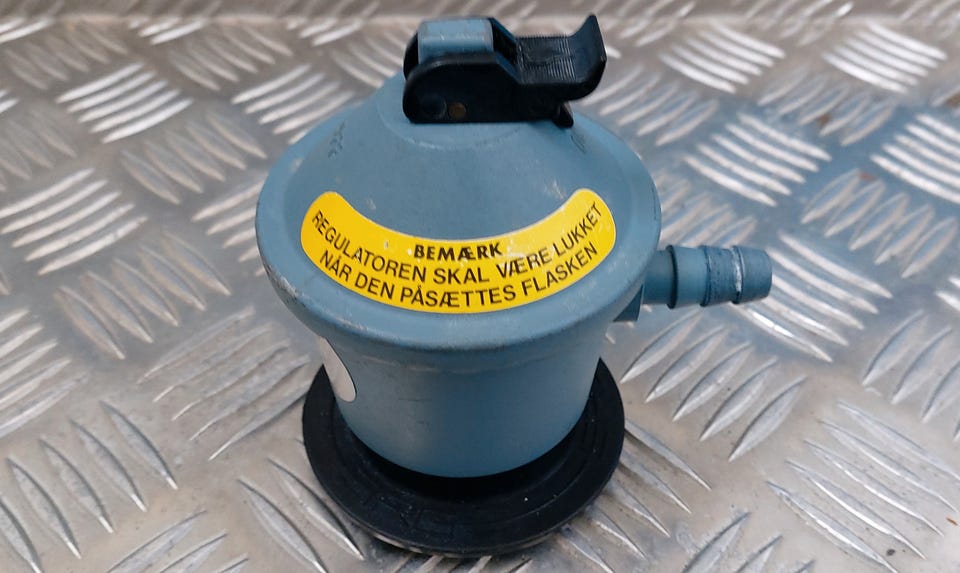 BEMÆRK
REGULATOREN SKAL VÆRE LUKKET
NÅR DEN PÅSÆTTES FLASKEN